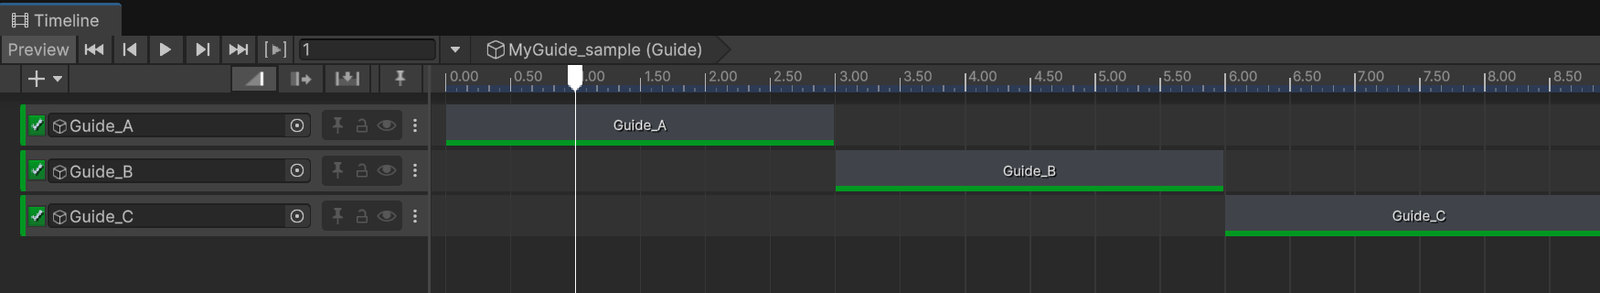 Timeline
Preview 1 MyGuide_sample (Guide)
0.00 0.50 1.00 1.50 2.00 2.50 3.00 3.50 4.00 4.50 5.00 5.50 6.00 6.50 7.00 7.50 8.00 8.50
Guide_A Guide_A
Guide_B Guide_B
Guide_C Guide_C